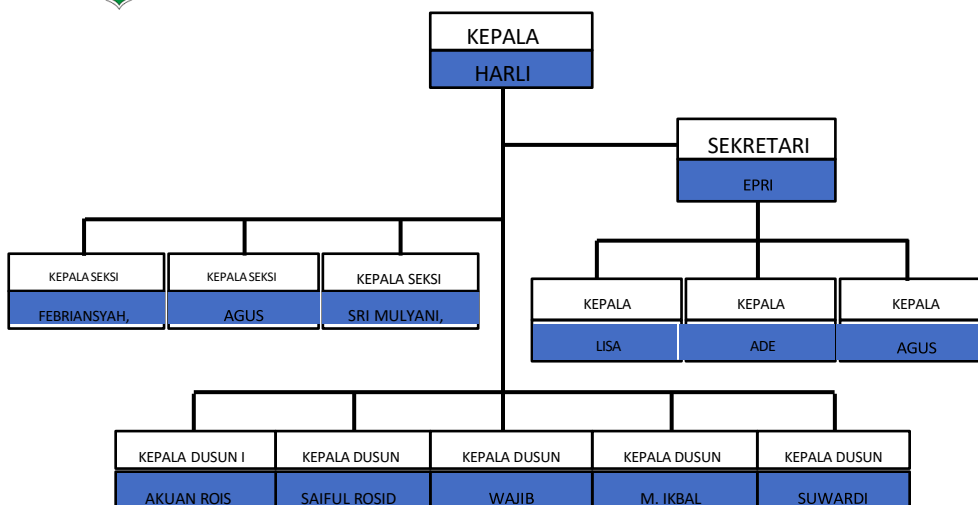 KEPALA
HARLI
SEKRETARI
EPRI
KEPALA SEKSI
KEPALA SEKSI
KEPALA SEKSI
FEBRIANSYAH,
AGUS
SRI MULYANI,
KEPALA
KEPALA
KEPALA
LISA
ADE
AGUS
KEPALA DUSUN I
KEPALA DUSUN
KEPALA DUSUN
KEPALA DUSUN
KEPALA DUSUN
AKUAN ROIS
SAIFUL ROSID
WAJIB
M. IKBAL
SUWARDI